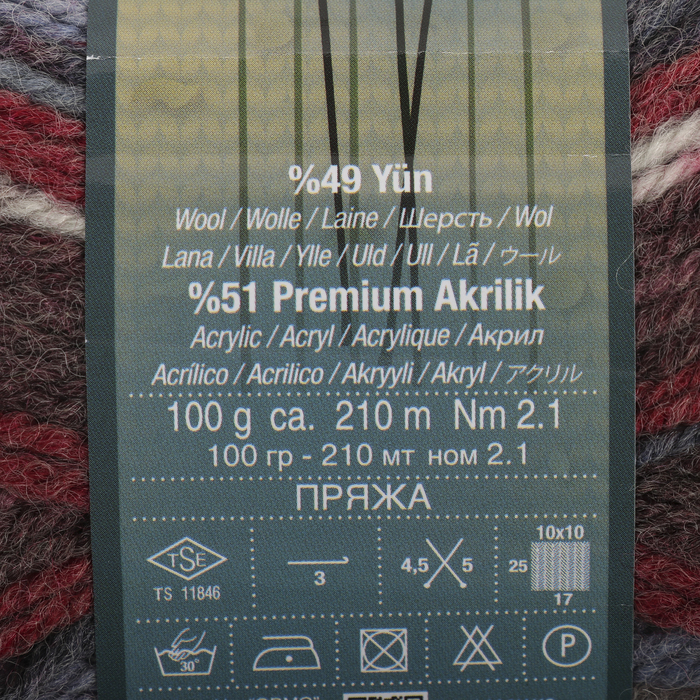 %49 Yün
Wool / Wolle / Laine / Шерсть / Wol
Lana / Villa / Ylle / Uld / Ull / Lã / ウール
%51 Premium Akrilik
Acrylic / Acryl / Acrylique / Акрил
Acrílico / Acrilico / Akryyli / Akryl / アクリル
100 g ca. 210 m Nm 2.1
100 гр - 210 мт ном 2.1
ПРЯЖА
TSE
TS 11846
3
4,5 5
10x10
25
17
30°
P